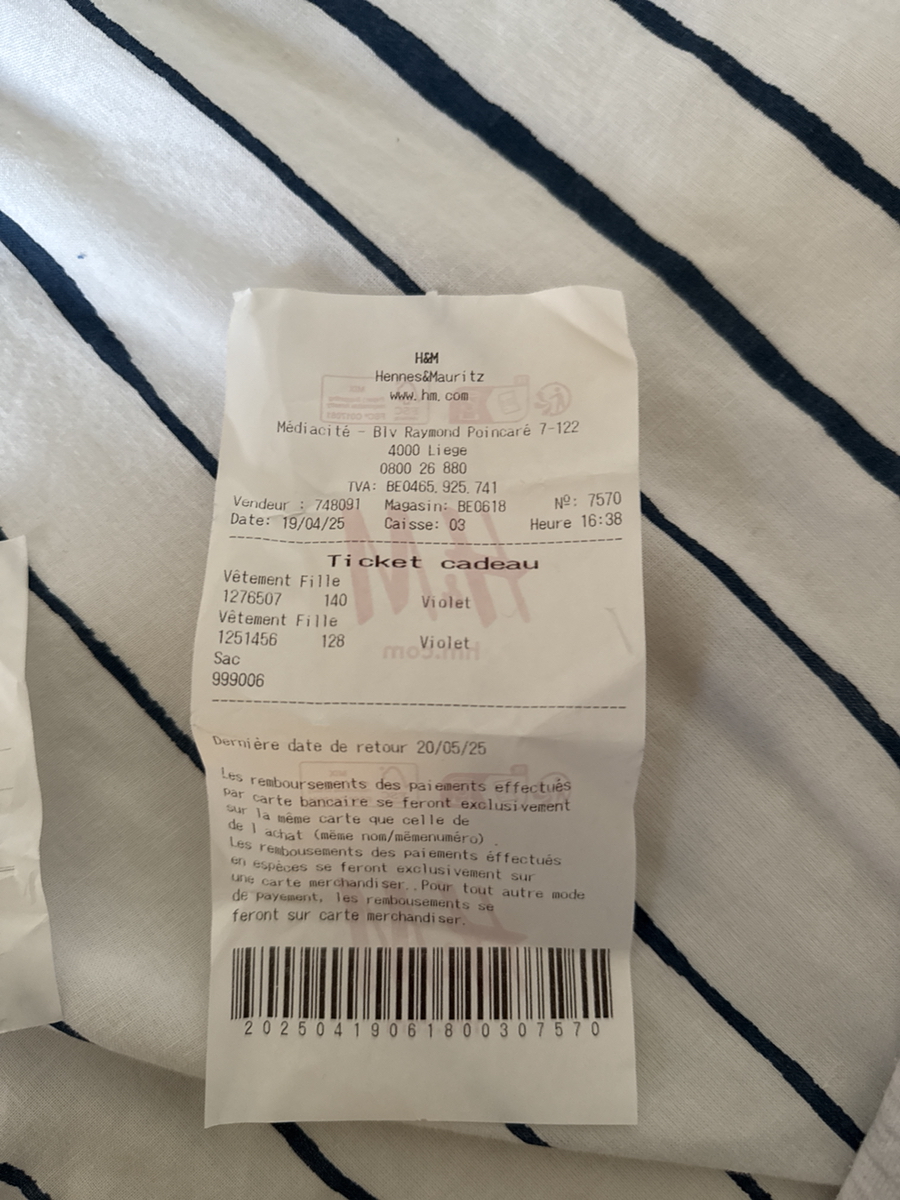 H&M
Hennes&Mauritz
www.hm.com
Médiacité - Blv Raymond Poincaré 7-122
4000 Liege
0800 26 880
TVA: BE0465.925.741
Vendeur : 748091 Magasin: BE0618 Nº: 7570
Date: 19/04/25 Caisse: 03 Heure 16:38
Ticket cadeau
Vêtement Fille
1276507 140 Violet
Vêtement Fille
1251456 128 Violet
Sac
999006
Dernière date de retour 20/05/25
Les remboursements des paiements effectués
par carte bancaire se feront exclusivement
sur la même carte que celle de
de l achat (même nom/mêmenuméro) .
Les rembousements des paiements éffectués
en espèces se feront exclusivement sur
une carte merchandiser..Pour tout autre mode
de payement, les rembousements se
feront sur carte merchandiser.
20250419061800307570
H&M
hm.com